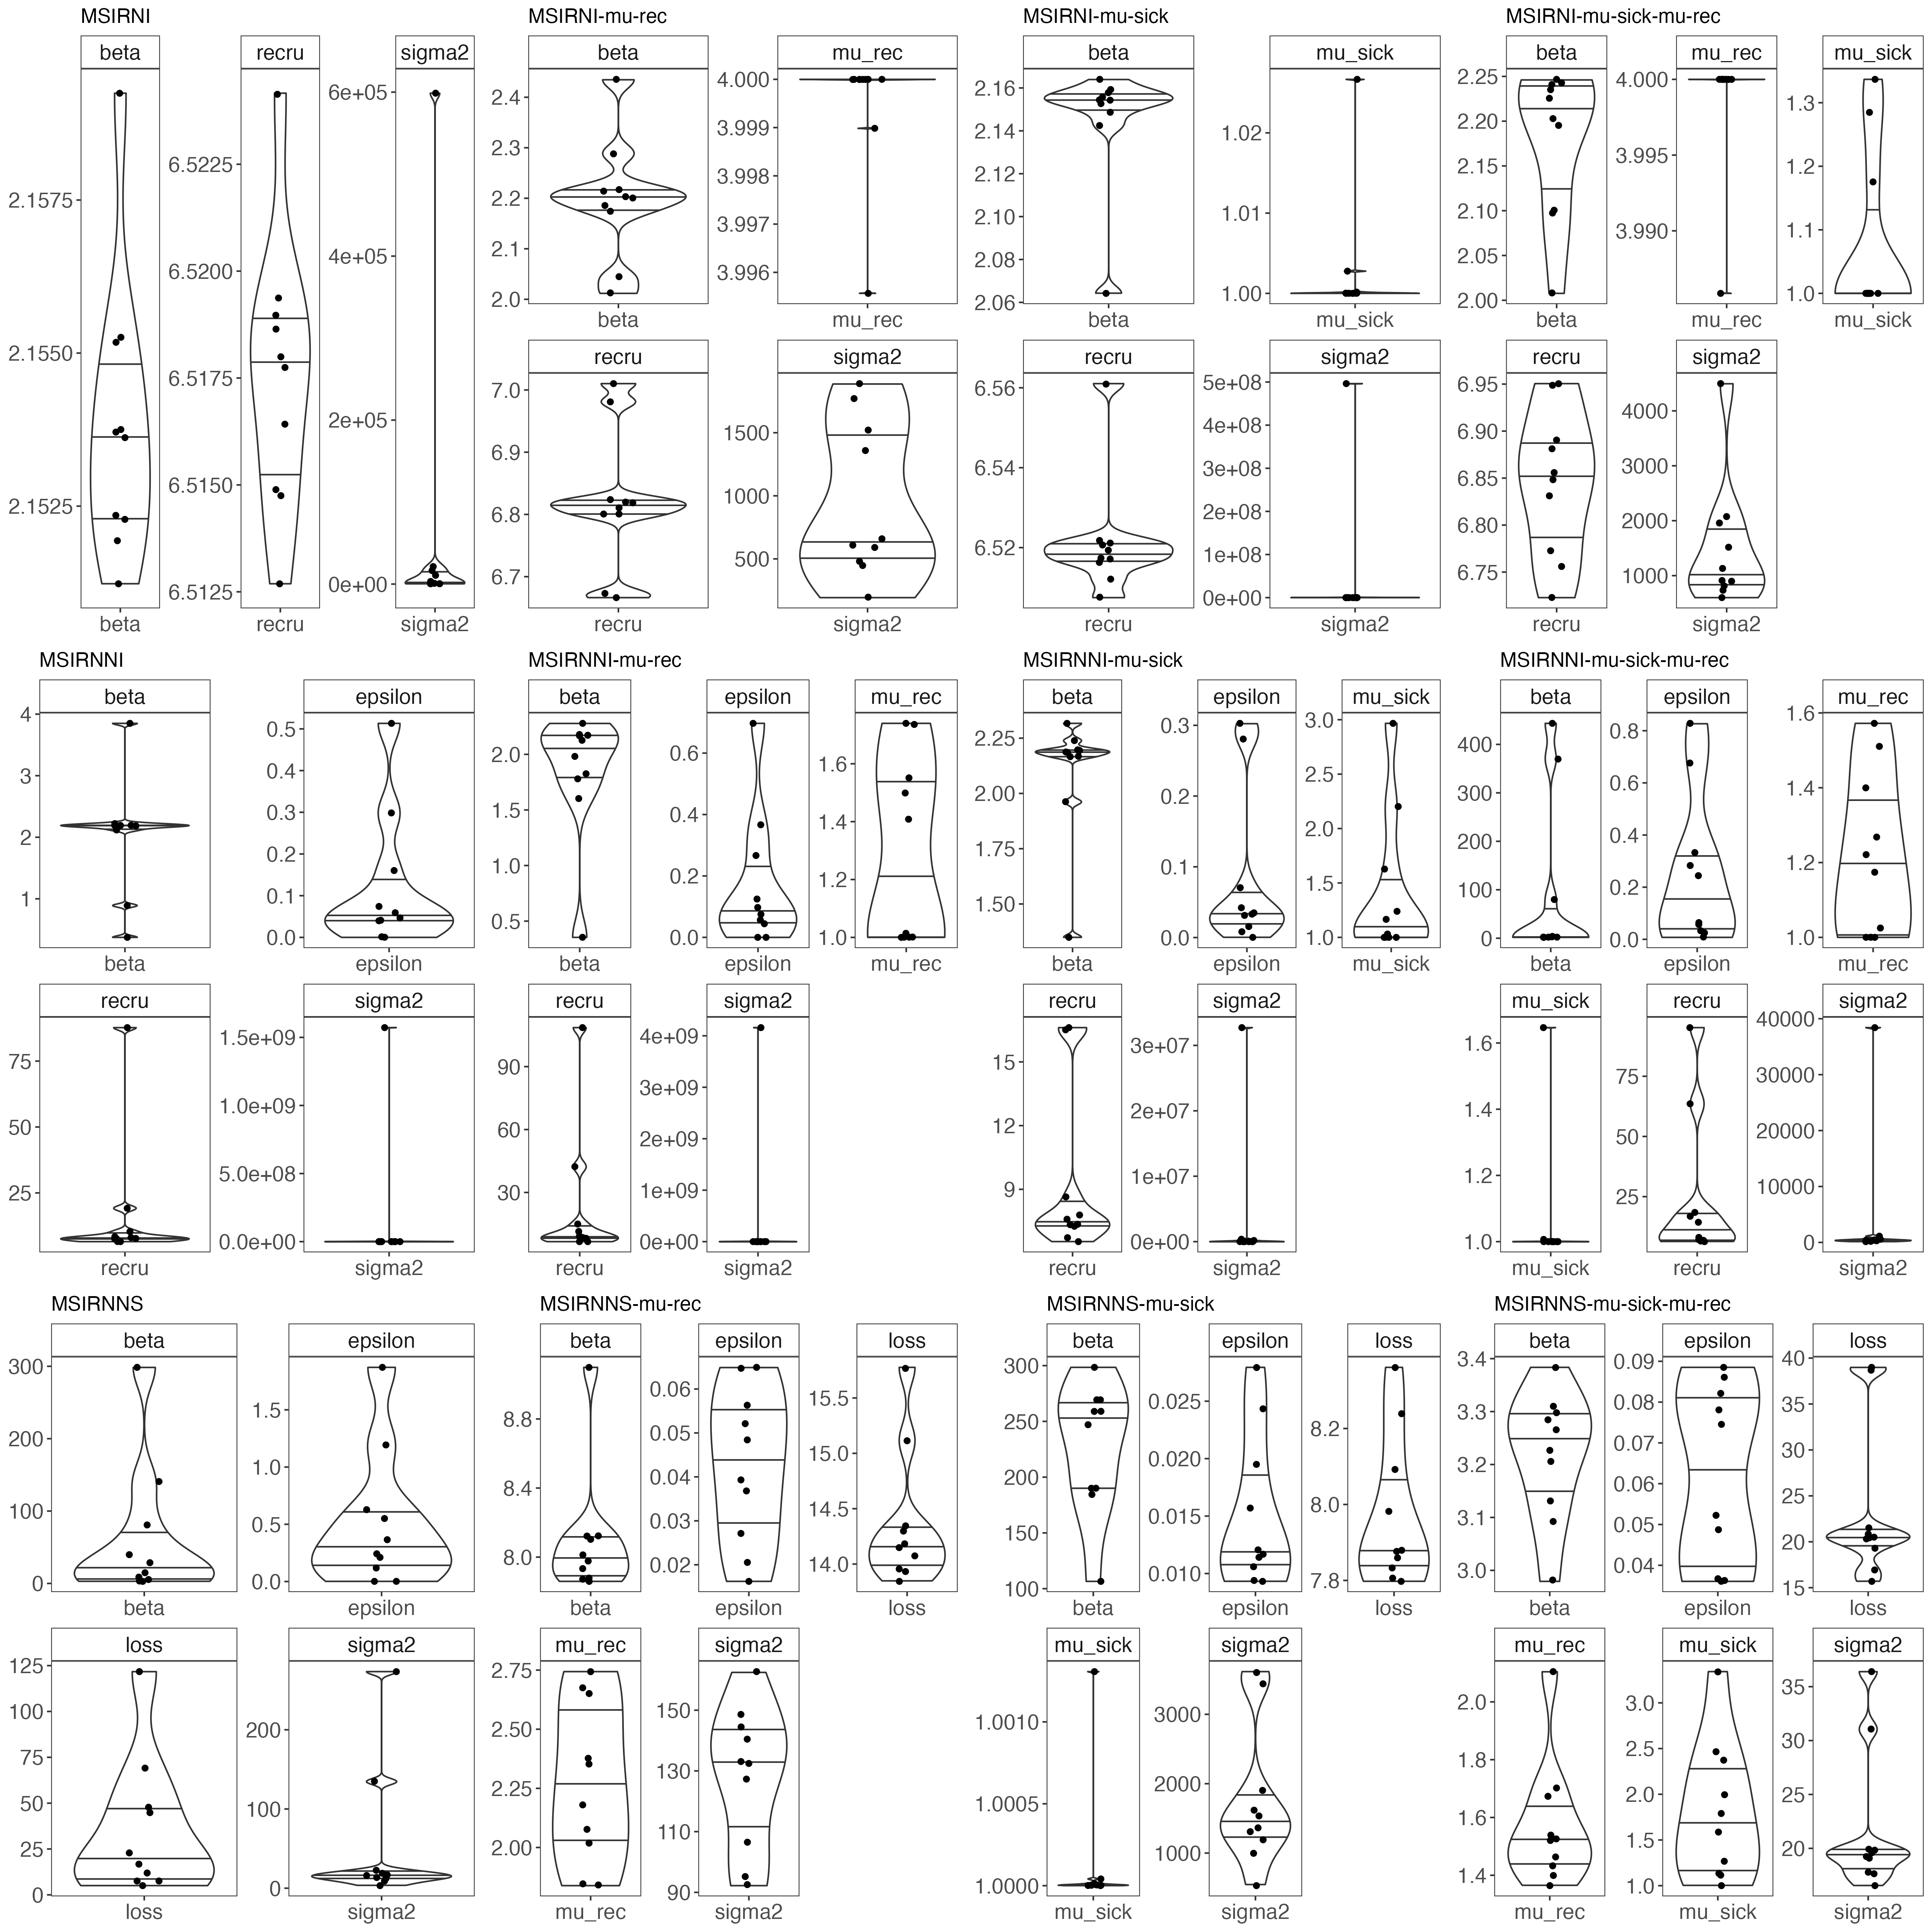 MSIRNI MSIRNI-mu-rec MSIRNI-mu-sick MSIRNI-mu-sick-mu-rec
beta recru sigma2 beta mu_rec beta mu_sick beta mu_rec mu_sick
2.1575
2.1550
2.1525
beta
6.5225
6.5200
6.5175
6.5150
6.5125
recru
6e+05
4e+05
2e+05
0e+00
sigma2
2.4
2.3
2.2
2.1
2.0
beta
4.000
3.999
3.998
3.997
3.996
mu_rec
recru sigma2
7.0
6.9
6.8
6.7
recru
1500
1000
500
sigma2
2.16
2.14
2.12
2.10
2.08
2.06
beta
1.02
1.01
1.00
mu_sick
recru sigma2
6.56
6.54
6.52
recru
5e+08
4e+08
3e+08
2e+08
1e+08
0e+00
sigma2
2.25
2.20
2.15
2.10
2.05
2.00
beta
4.000
3.995
3.990
mu_rec
1.3
1.2
1.1
1.0
mu_sick
recru sigma2
6.95
6.90
6.85
6.80
6.75
recru
4000
3000
2000
1000
sigma2
MSIRNNI MSIRNNI-mu-rec MSIRNNI-mu-sick MSIRNNI-mu-sick-mu-rec
beta epsilon beta epsilon mu_rec beta epsilon mu_sick beta epsilon mu_rec
4
3
2
1
beta
0.5
0.4
0.3
0.2
0.1
0.0
epsilon
recru sigma2
75
50
25
recru
1.5e+09
1.0e+09
5.0e+08
0.0e+00
sigma2
2.0
1.5
1.0
0.5
beta
0.6
0.4
0.2
0.0
epsilon
1.6
1.4
1.2
1.0
mu_rec
recru sigma2
90
60
30
recru
4e+09
3e+09
2e+09
1e+09
0e+00
sigma2
2.25
2.00
1.75
1.50
beta
0.3
0.2
0.1
0.0
epsilon
3.0
2.5
2.0
1.5
1.0
mu_sick
recru sigma2
15
12
9
recru
3e+07
2e+07
1e+07
0e+00
sigma2
400
300
200
100
0
beta
0.8
0.6
0.4
0.2
0.0
epsilon
1.6
1.4
1.2
1.0
mu_rec
mu_sick recru sigma2
1.6
1.4
1.2
1.0
mu_sick
75
50
25
recru
40000
30000
20000
10000
0
sigma2
MSIRNNS MSIRNNS-mu-rec MSIRNNS-mu-sick MSIRNNS-mu-sick-mu-rec
beta epsilon beta epsilon loss beta epsilon loss beta epsilon loss
300
200
100
0
beta
1.5
1.0
0.5
0.0
epsilon
loss sigma2
125
100
75
50
25
0
loss
200
100
0
sigma2
8.8
8.4
8.0
beta
0.06
0.05
0.04
0.03
0.02
epsilon
15.5
15.0
14.5
14.0
loss
mu_rec sigma2
2.75
2.50
2.25
2.00
mu_rec
150
130
110
90
sigma2
300
250
200
150
100
beta
0.025
0.020
0.015
0.010
epsilon
8.2
8.0
7.8
loss
mu_sick sigma2
1.0010
1.0005
1.0000
mu_sick
3000
2000
1000
sigma2
3.4
3.3
3.2
3.1
3.0
beta
0.09
0.08
0.07
0.06
0.05
0.04
epsilon
40
35
30
25
20
15
loss
mu_rec mu_sick sigma2
2.0
1.8
1.6
1.4
mu_rec
3.0
2.5
2.0
1.5
1.0
mu_sick
35
30
25
20
sigma2